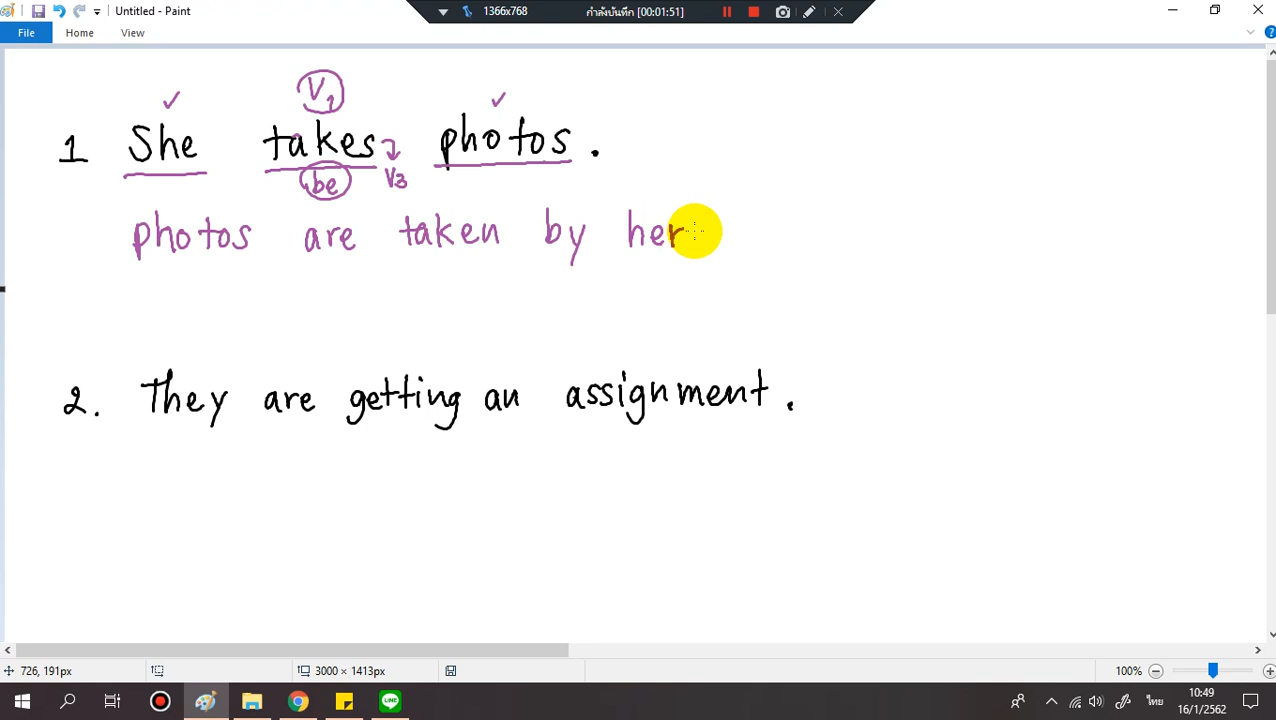 Untitled - Paint
1366x768 กำลังบันทึก [00:01:51]
File Home View
V1
1 She takes photos .
be V3
photos are taken by her
2. They are getting an assignment .
726, 191px 3000 × 1413px 100%
ไทย 10:49
16/1/2562
LINE